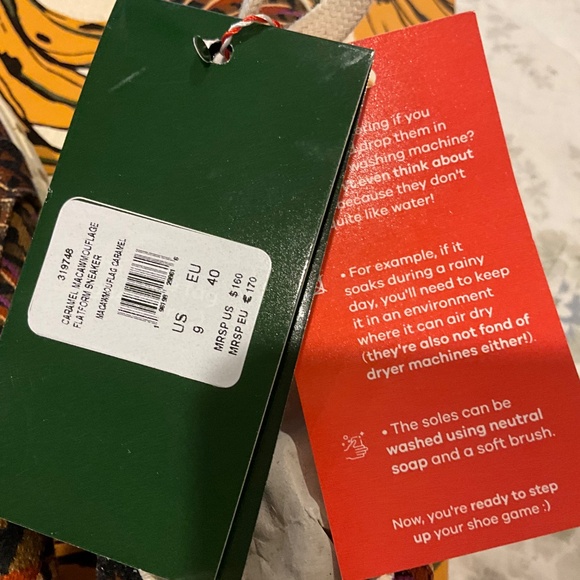 319748
CARAMEL MACAWMOUFLAGE
FLATFORM SNEAKER
MACAWMOUFLAG CARAMEL
EU 40
US 9
MRSP US $160
MRSP EU €170
ering if you
drop them in
washing machine?
even think about
because they don't
uite like water!
• For example, if it
soaks during a rainy
day, you'll need to keep
it in an environment
where it can air dry
(they're also not fond of
dryer machines either!).
• The soles can be
washed using neutral
soap and a soft brush.
Now, you're ready to step
up your shoe game :)